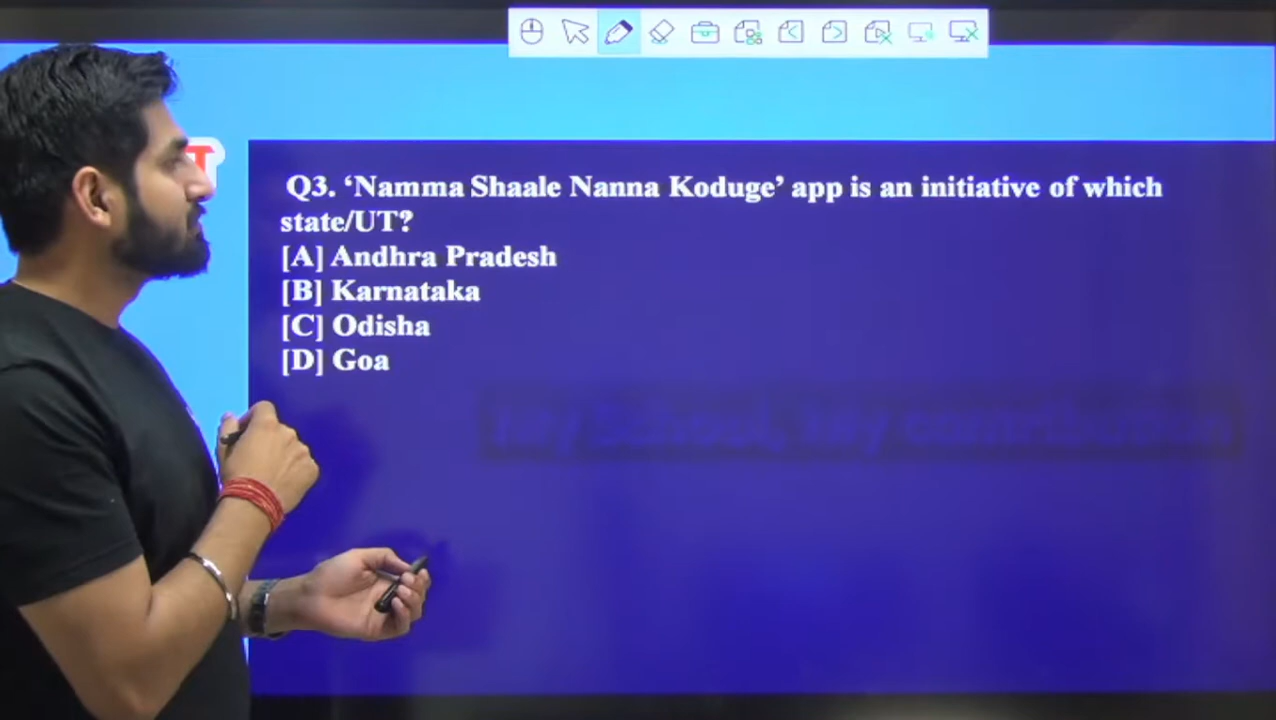 T
Q3. ‘Namma Shaale Nanna Koduge’ app is an initiative of which
state/UT?
[A] Andhra Pradesh
[B] Karnataka
[C] Odisha
[D] Goa
My School, My contribution